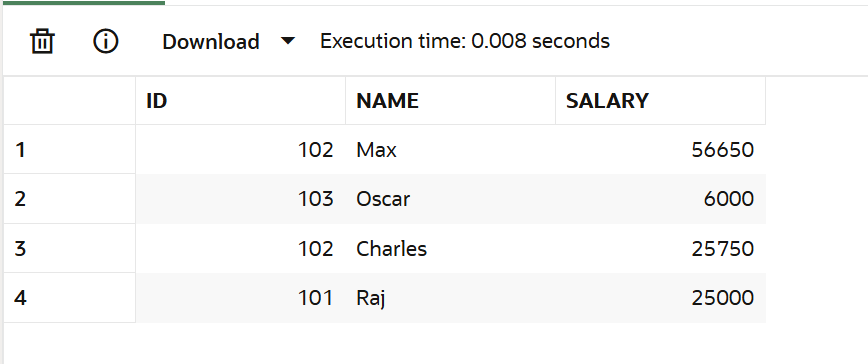 Download Execution time: 0.008 seconds
ID NAME SALARY
1 102 Max 56650
2 103 Oscar 6000
3 102 Charles 25750
4 101 Raj 25000